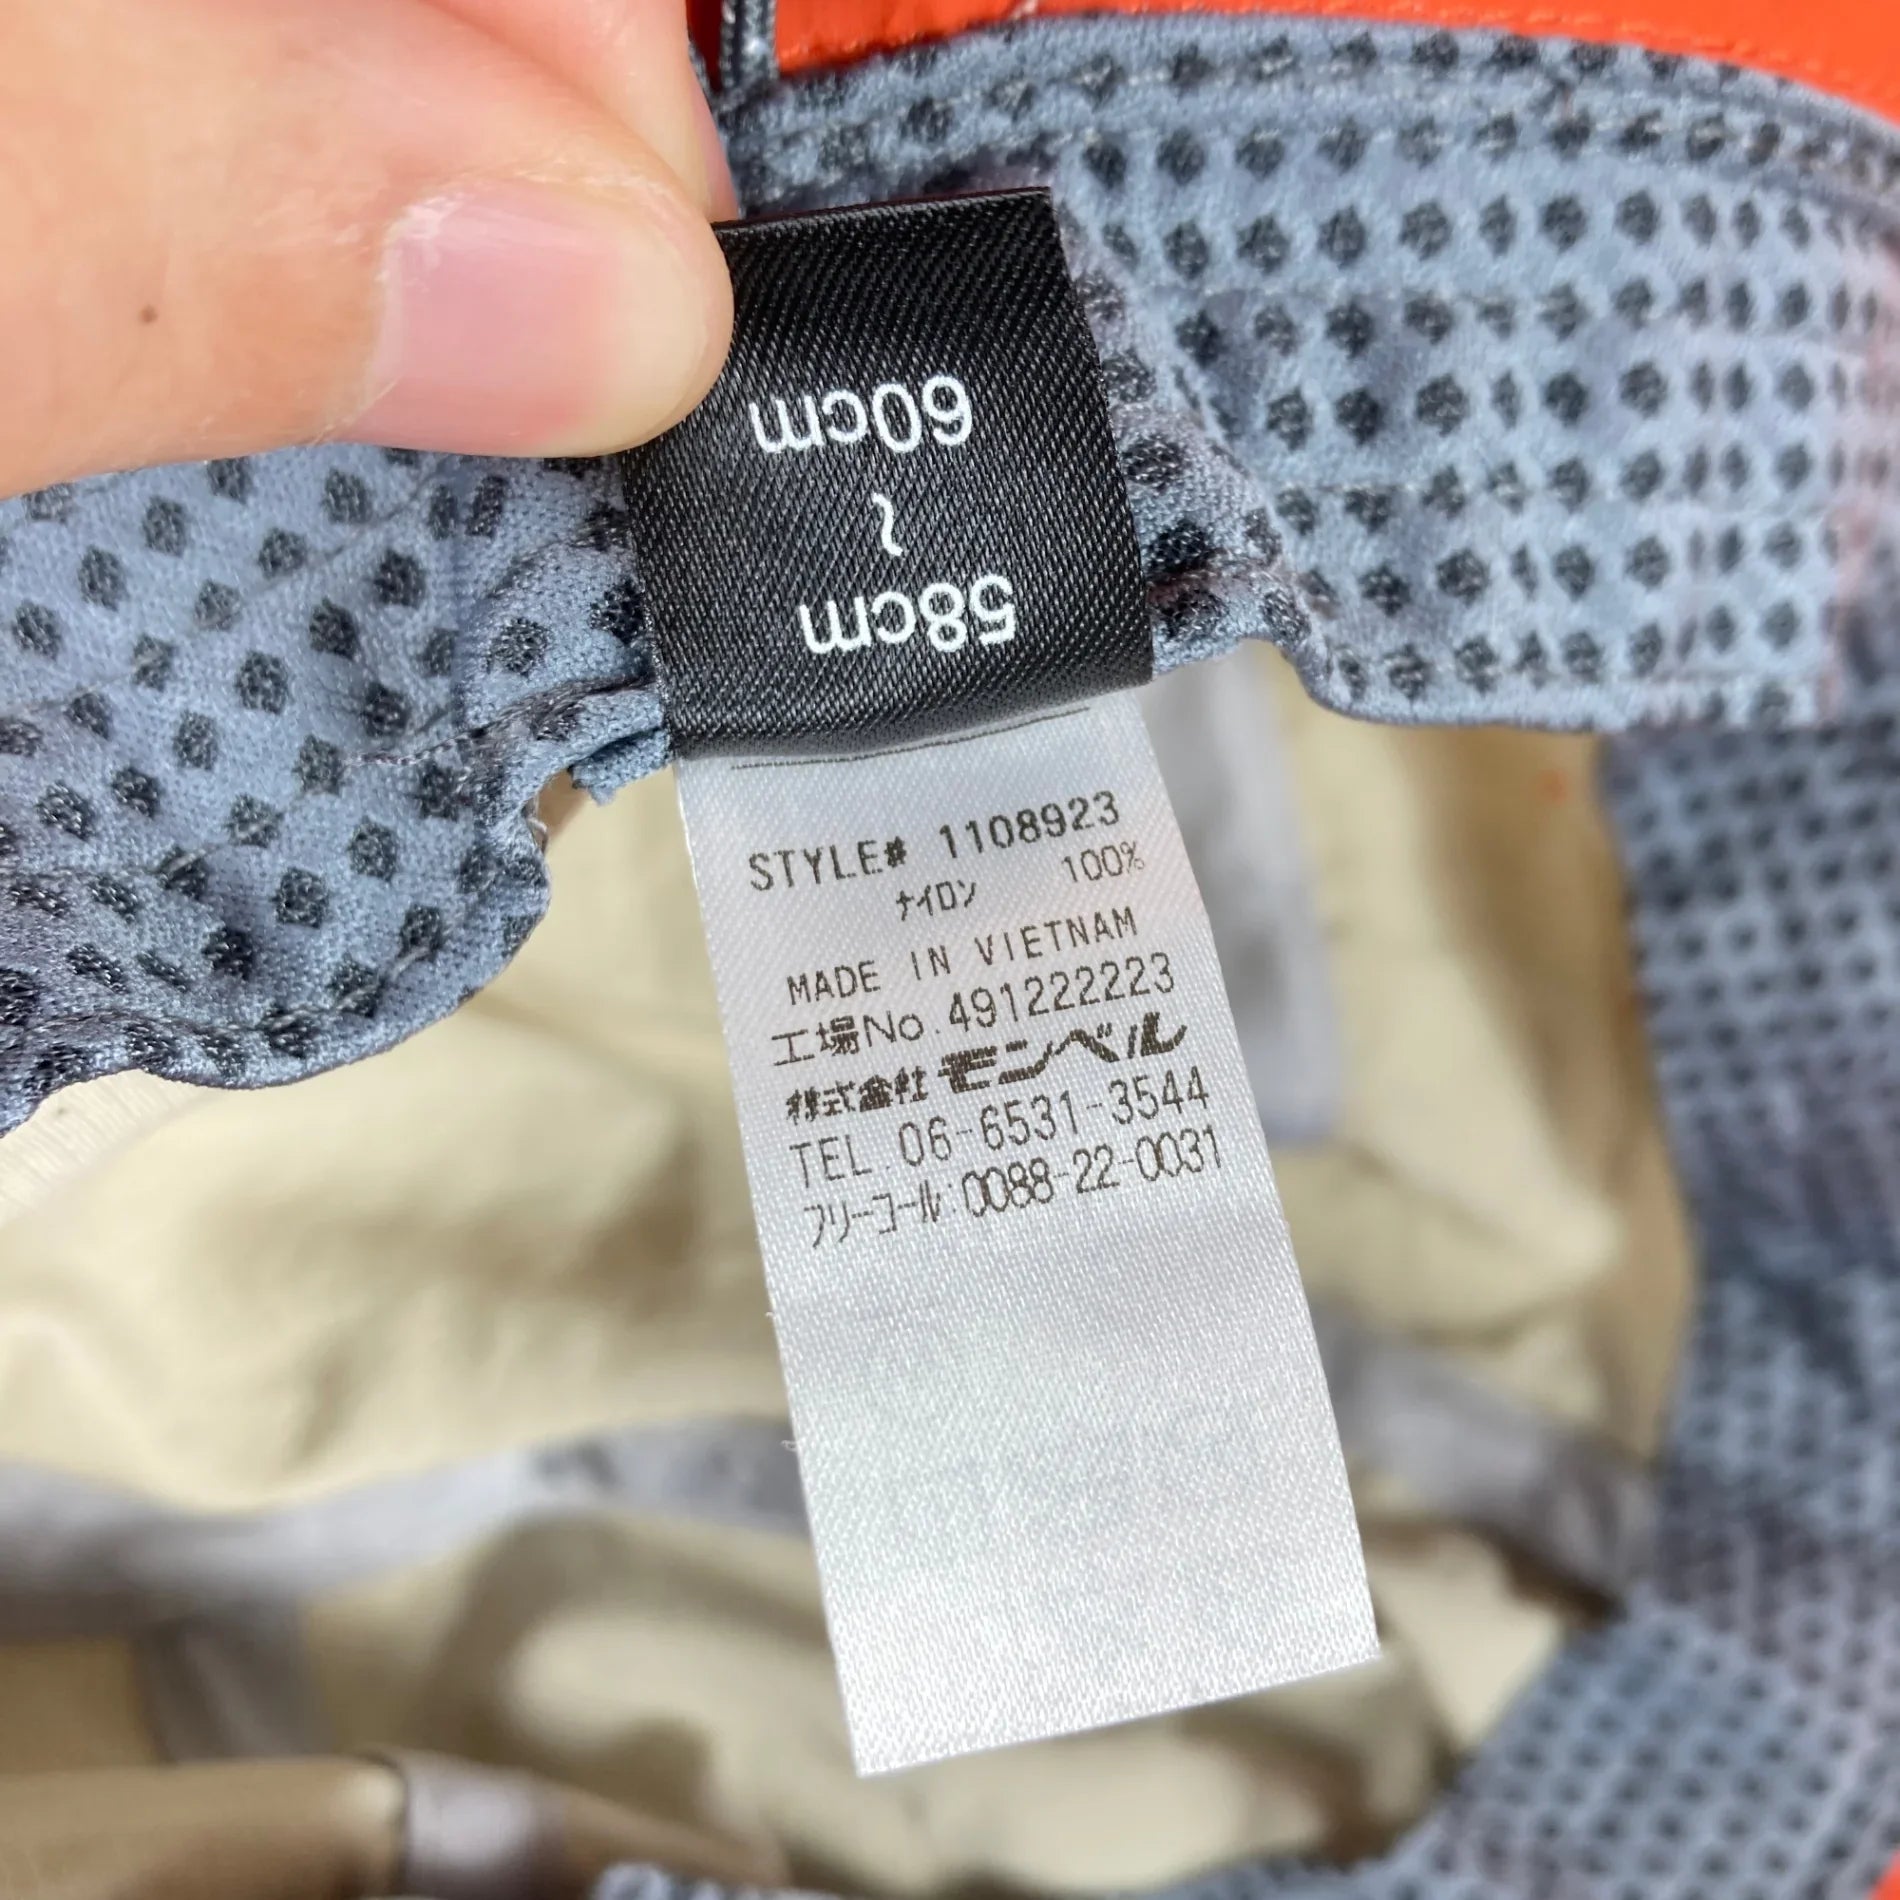 58cm
~
60cm
STYLE# 1108923
ナイロン 100%
MADE IN VIETNAM
工場No.491222223
株式会社モンベル
TEL.06-6531-3544
フリーコール:0088-22-0031